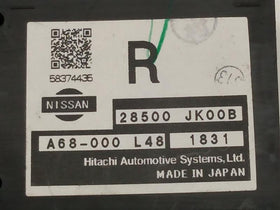 R
58374435
NISSAN
28500 JK00B
A68-000 L48 1831
Hitachi Automotive Systems, Ltd.
MADE IN JAPAN